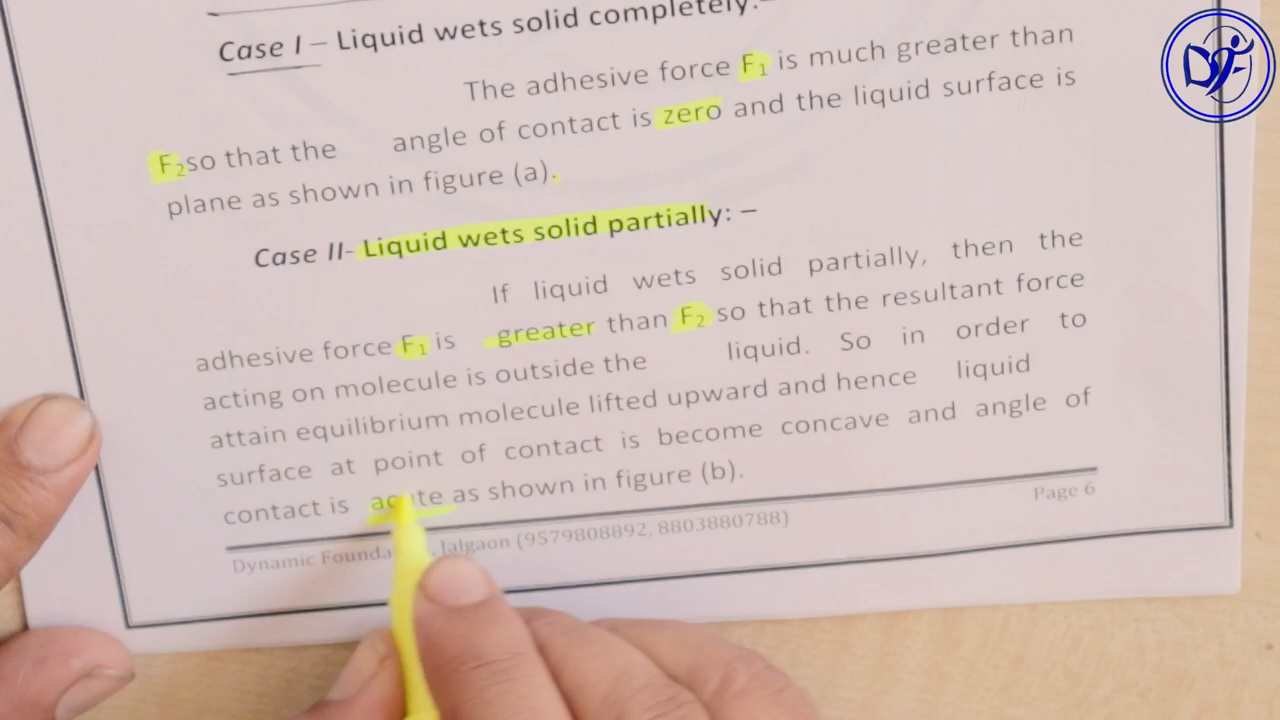 Case I – Liquid wets solid completely:-
The adhesive force F₁ is much greater than
F₂so that the angle of contact is zero and the liquid surface is
plane as shown in figure (a).
Case II- Liquid wets solid partially: –
If liquid wets solid partially, then the
adhesive force F₁ is greater than F₂ so that the resultant force
acting on molecule is outside the liquid. So in order to
attain equilibrium molecule lifted upward and hence liquid
surface at point of contact is become concave and angle of
contact is acute as shown in figure (b).
Page 6
Dynamic , Jalgaon (9579808892, 8803880788)